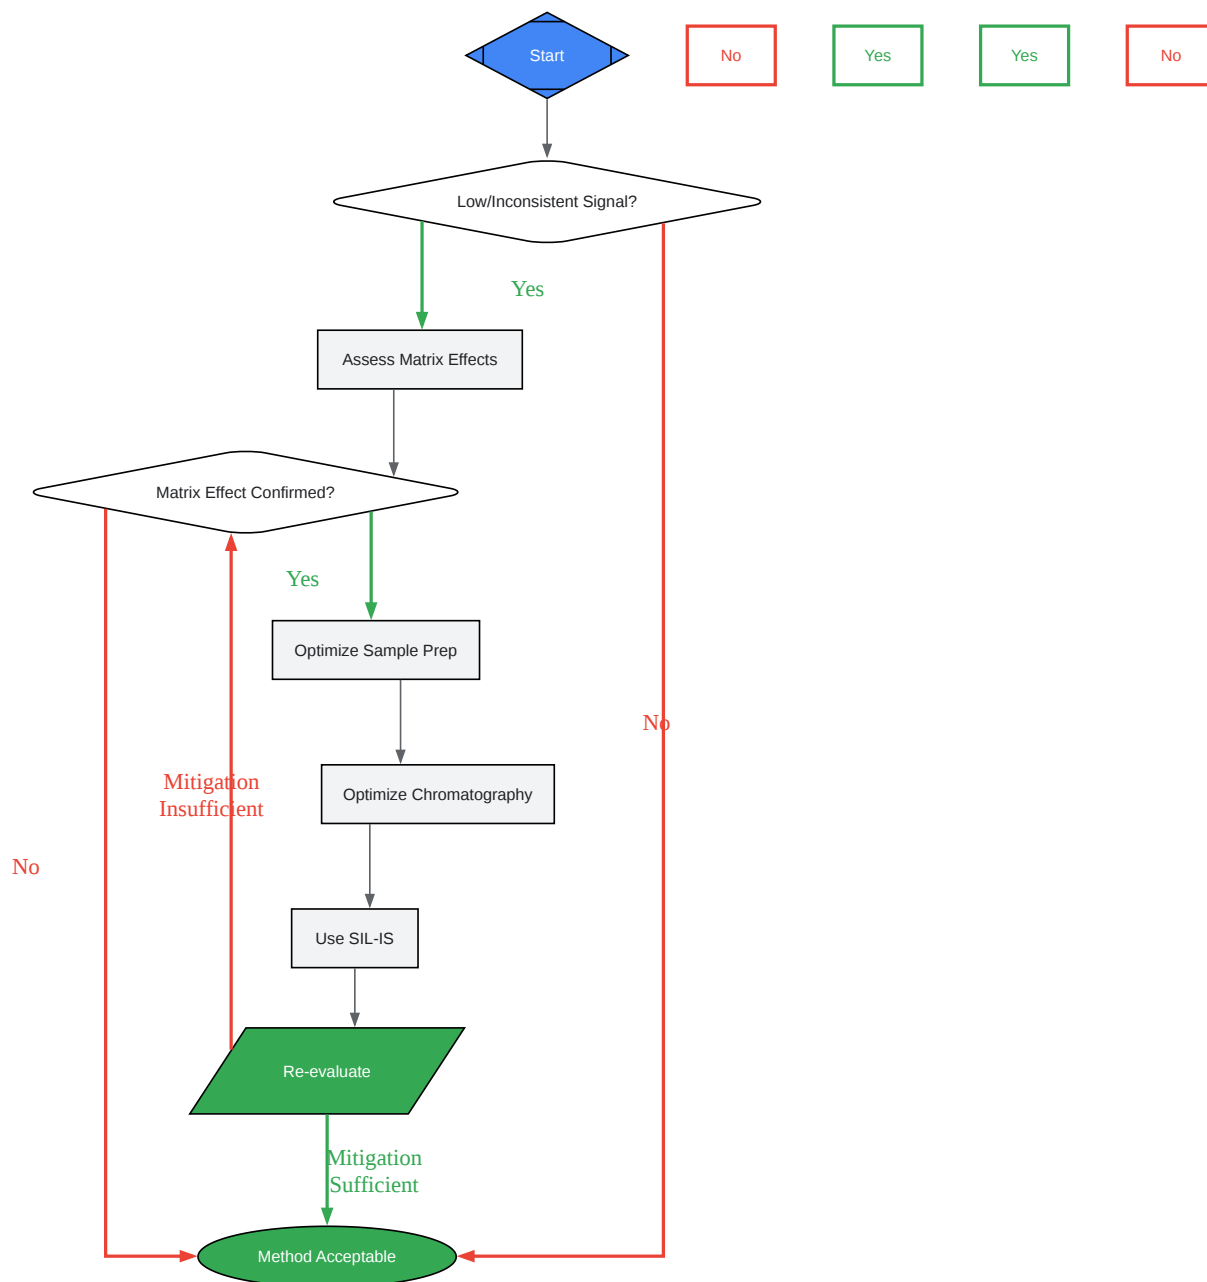 Start
No
Yes
Yes
No
Low/Inconsistent Signal?
Yes
Assess Matrix Effects
Matrix Effect Confirmed?
Yes
Optimize Sample Prep
No
Mitigation
Insufficient
Optimize Chromatography
No
Use SIL-IS
Re-evaluate
Mitigation
Sufficient
Method Acceptable